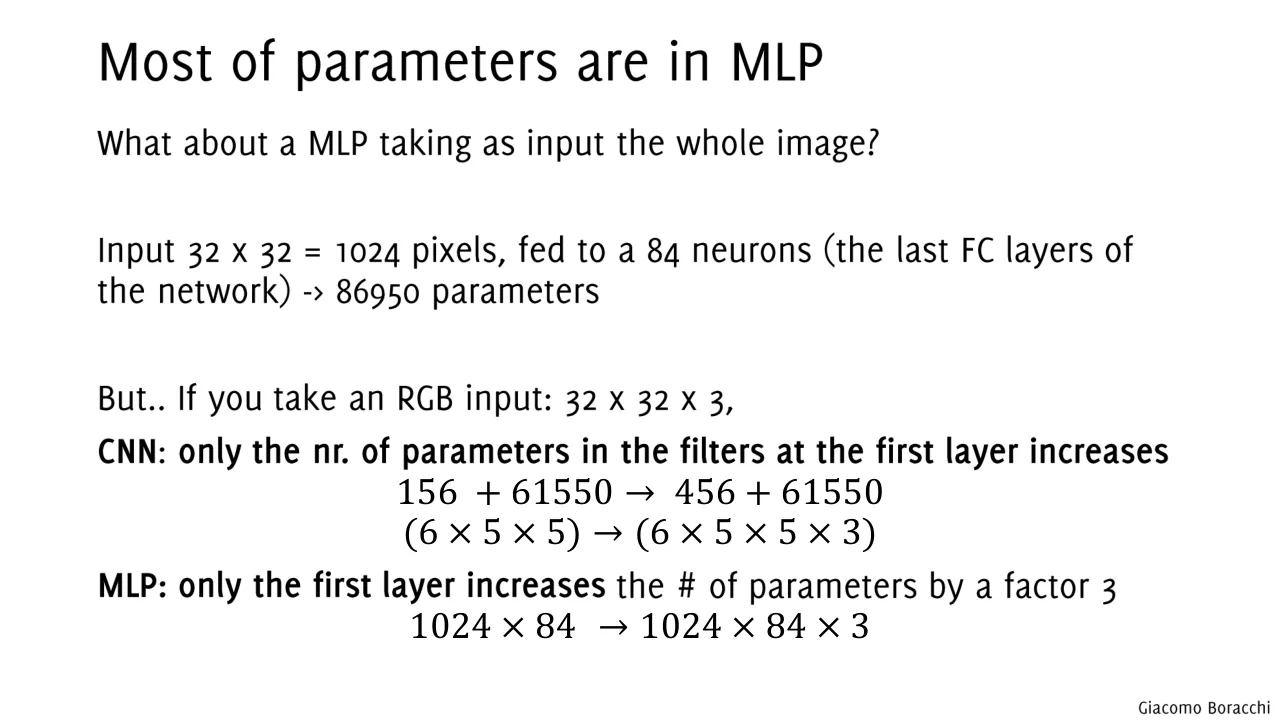 Most of parameters are in MLP
What about a MLP taking as input the whole image?
Input 32 x 32 = 1024 pixels, fed to a 84 neurons (the last FC layers of
the network) -> 86950 parameters
But.. If you take an RGB input: 32 x 32 x 3,
CNN: only the nr. of parameters in the filters at the first layer increases
156 + 61550 → 456 + 61550
(6 × 5 × 5) → (6 × 5 × 5 × 3)
MLP: only the first layer increases the # of parameters by a factor 3
1024 × 84 → 1024 × 84 × 3
Giacomo Boracchi